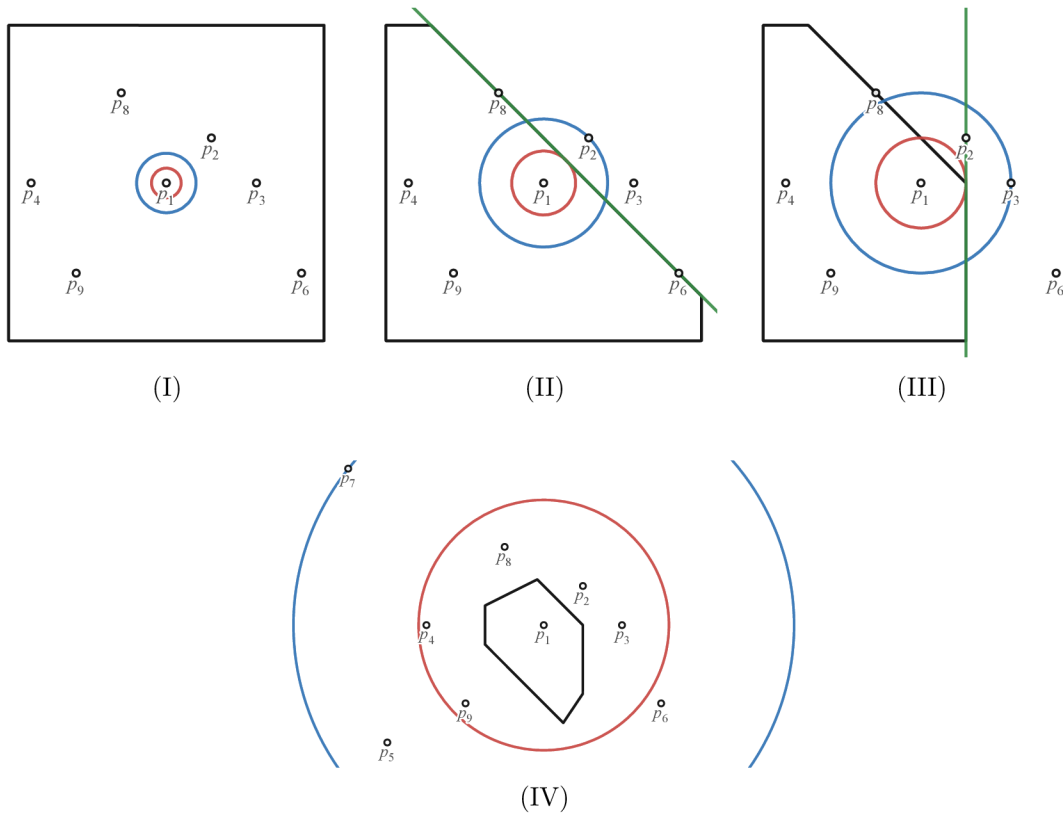 p₈
p₂
p₁
p₄
p₃
p₉
p₆
(I)
p₈
p₂
p₁
p₄
p₃
p₉
p₆
(II)
p₈
p₂
p₁
p₄
p₃
p₉
p₆
(III)
p₇
p₈
p₂
p₄
p₁
p₃
p₉
p₆
p₅
(IV)